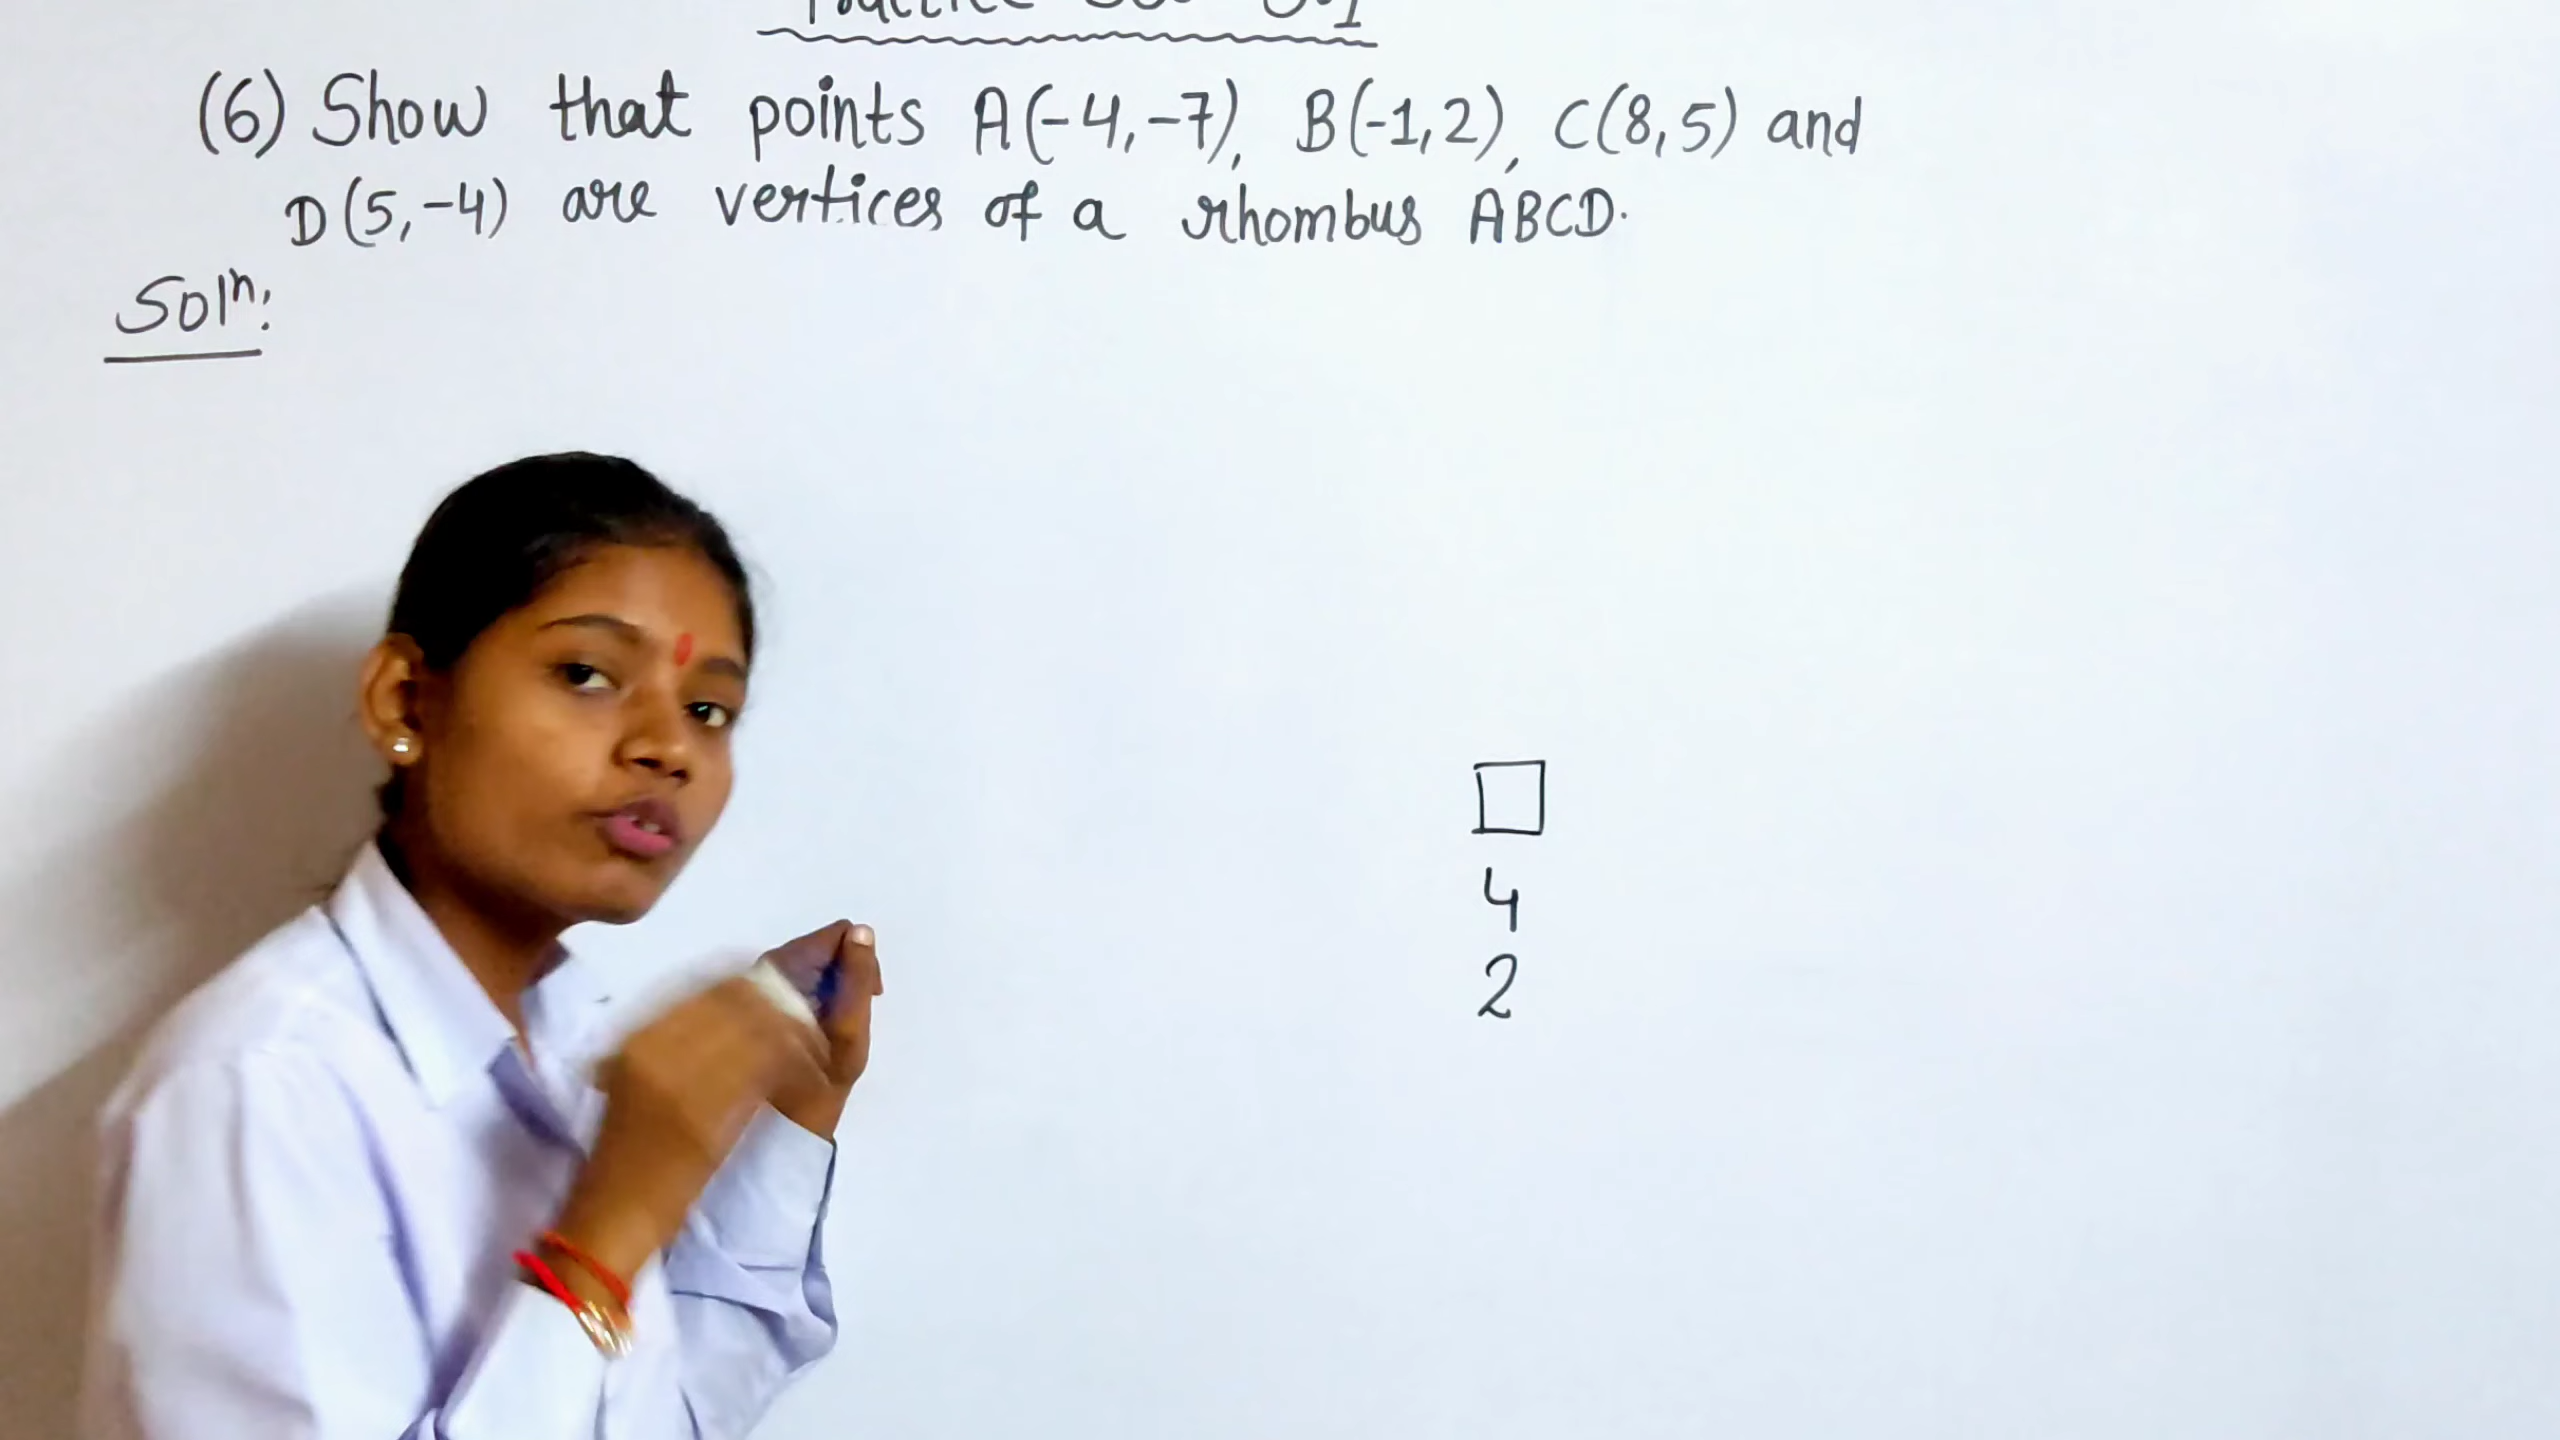 (6) Show that points A(-4,-7), B(-1,2), C(8,5) and
D(5,-4) are vertices of a rhombus ABCD.
Solⁿ:
4
2